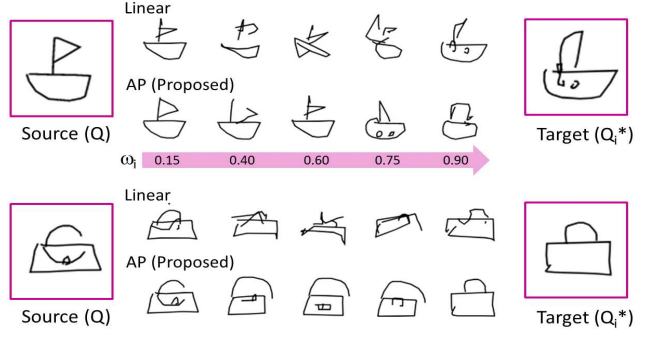 Linear
AP (Proposed)
Source (Q)
Target (Qᵢ*)
ωᵢ 0.15 0.40 0.60 0.75 0.90
Linear
AP (Proposed)
Source (Q)
Target (Qᵢ*)